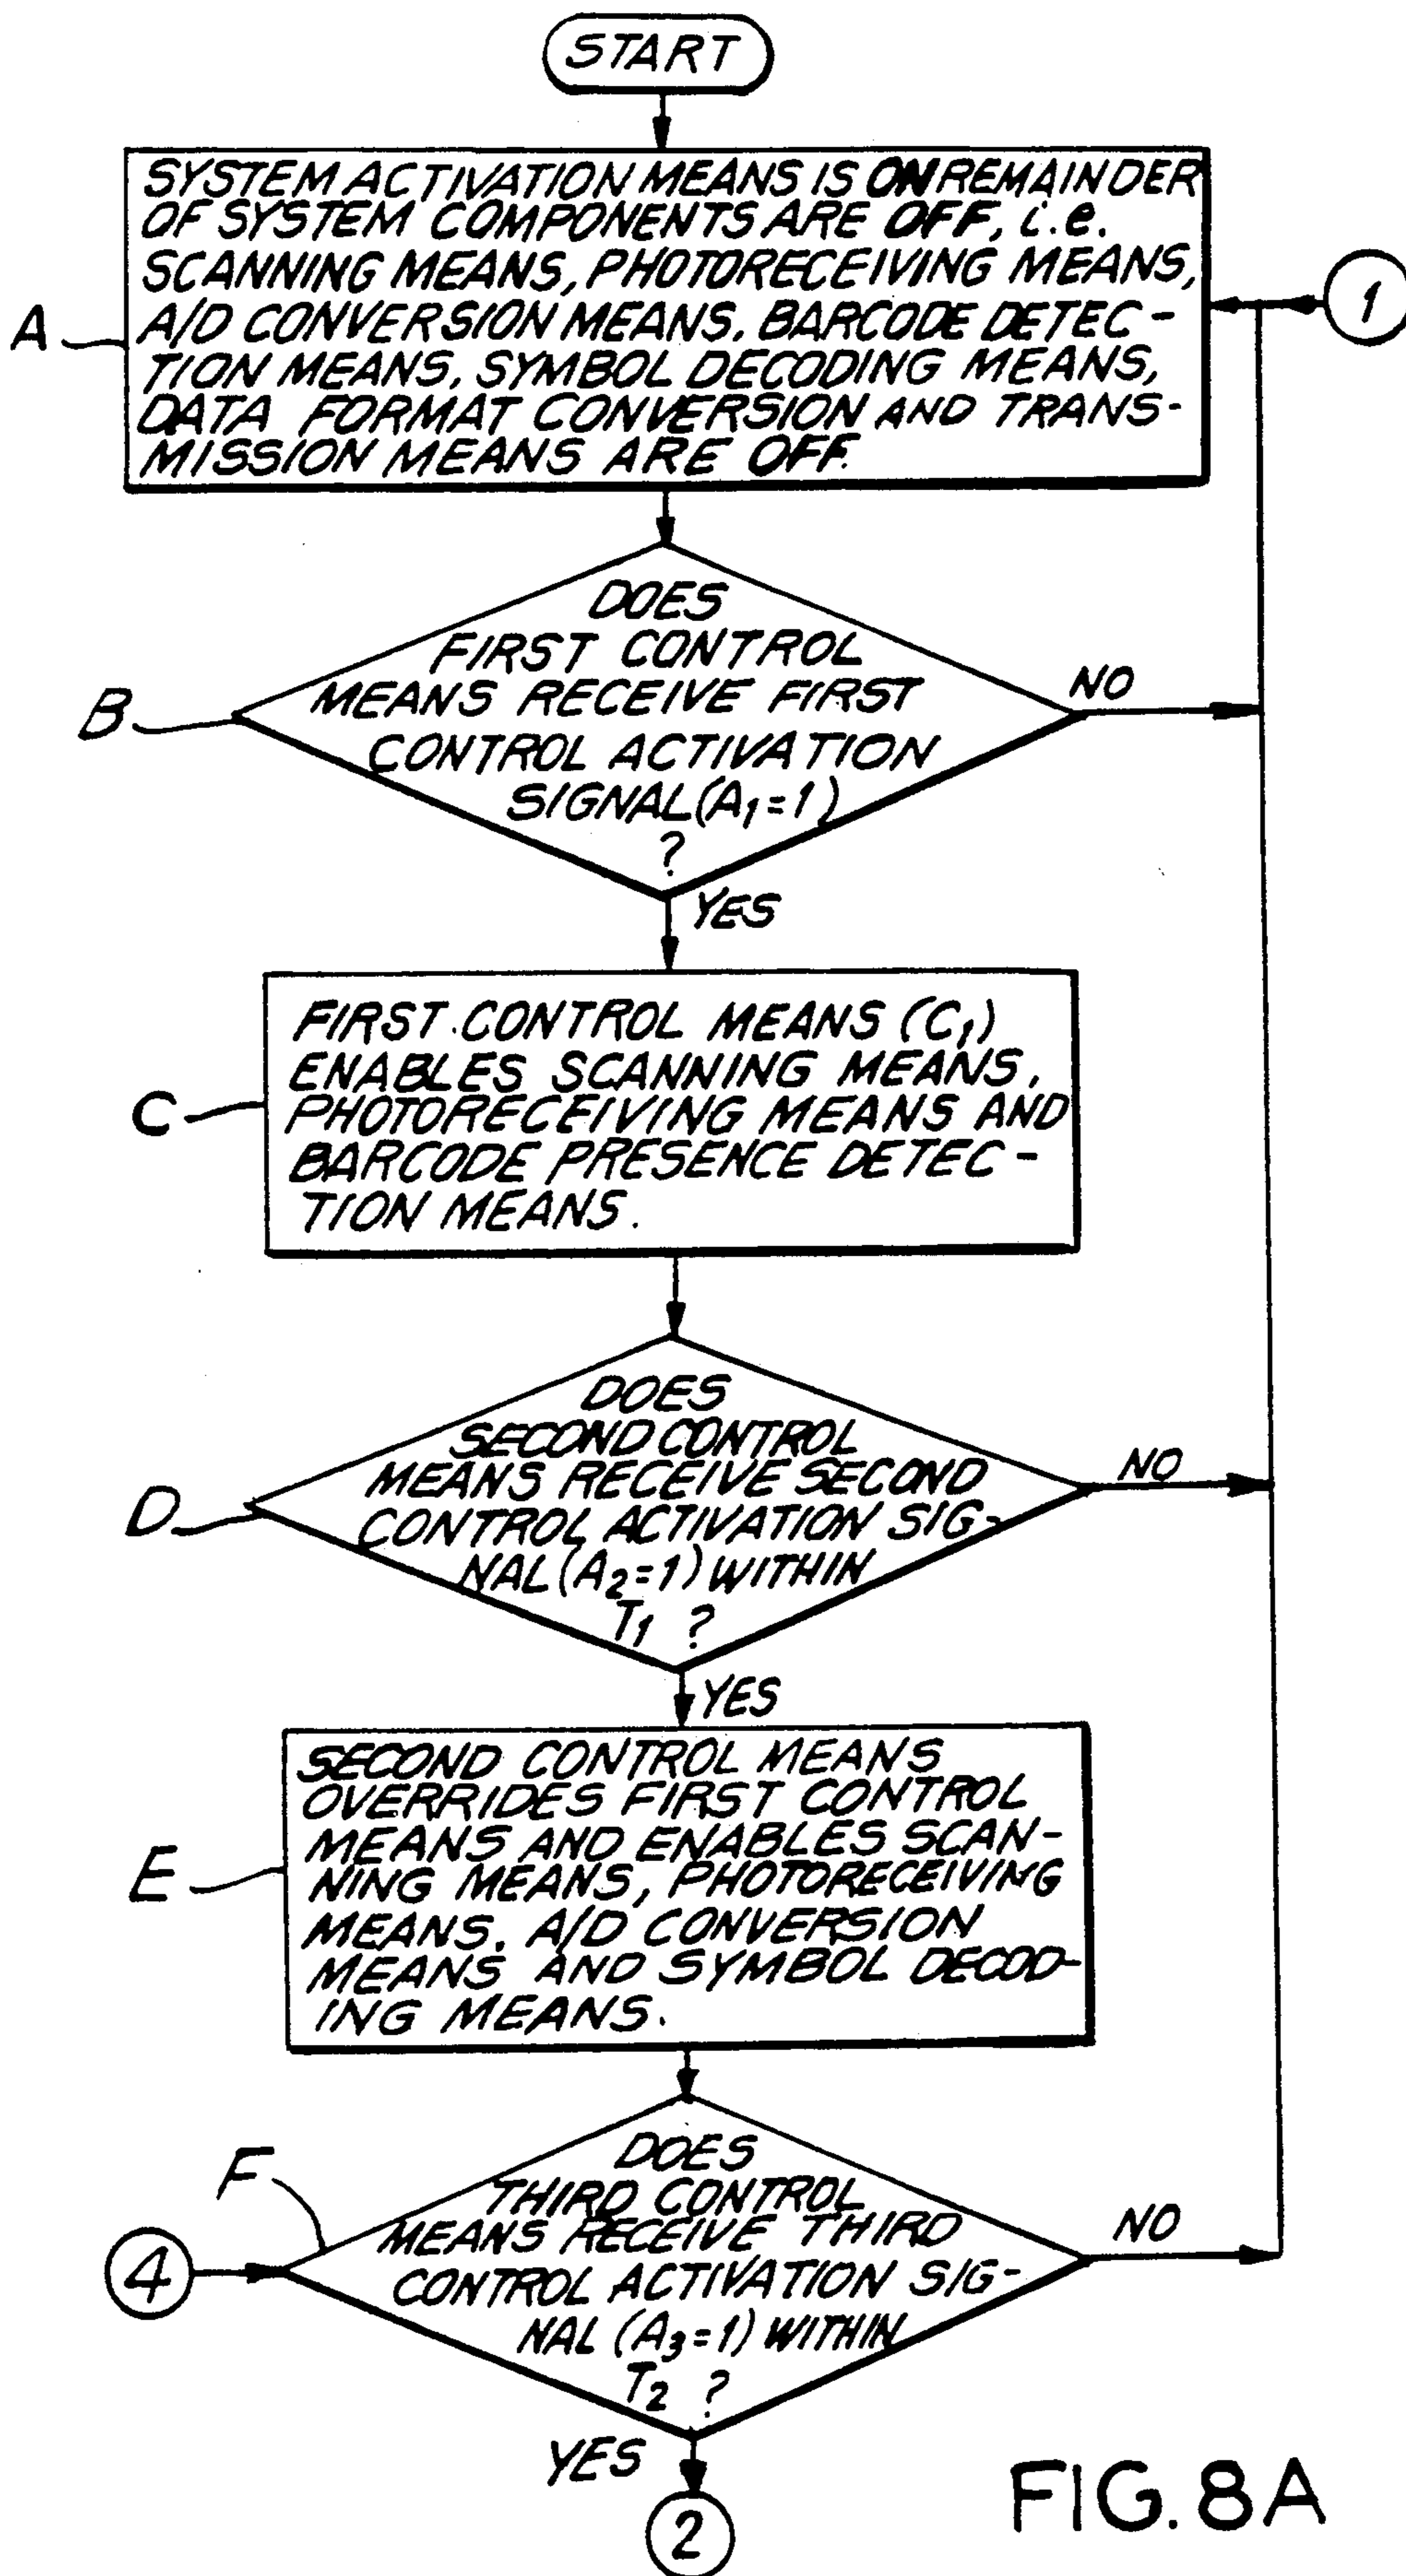 START
SYSTEM ACTIVATION MEANS IS ON REMAINDER
OF SYSTEM COMPONENTS ARE OFF, i.e.
SCANNING MEANS, PHOTORECEIVING MEANS,
A/D CONVERSION MEANS, BARCODE DETEC-
TION MEANS, SYMBOL DECODING MEANS,
DATA FORMAT CONVERSION AND TRANS-
MISSION MEANS ARE OFF.
A
1
DOES
FIRST CONTROL
MEANS RECEIVE FIRST
CONTROL ACTIVATION
SIGNAL (A₁=1)
?
B
NO
YES
FIRST CONTROL MEANS (C₁)
ENABLES SCANNING MEANS,
PHOTORECEIVING MEANS AND
BARCODE PRESENCE DETEC-
TION MEANS.
C
DOES
SECOND CONTROL
MEANS RECEIVE SECOND
CONTROL ACTIVATION SIG-
NAL (A₂=1) WITHIN
T₁ ?
D
NO
YES
SECOND CONTROL MEANS
OVERRIDES FIRST CONTROL
MEANS AND ENABLES SCAN-
NING MEANS, PHOTORECEIVING
MEANS, A/D CONVERSION
MEANS AND SYMBOL DECOD-
ING MEANS.
E
F
DOES
THIRD CONTROL
MEANS RECEIVE THIRD
CONTROL ACTIVATION SIG-
NAL (A₃=1) WITHIN
T₂ ?
4
NO
YES
2
FIG. 8A